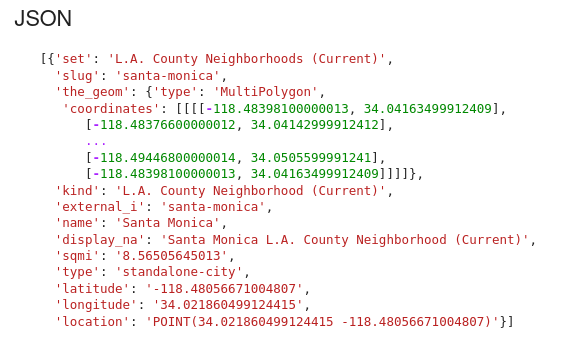 JSON
[{'set': 'L.A. County Neighborhoods (Current)',
'slug': 'santa-monica',
'the_geom': {'type': 'MultiPolygon',
'coordinates': [[[[-118.48398100000013, 34.04163499912409],
[-118.48376600000012, 34.04142999912412],
...
[-118.49446800000014, 34.0505599991241],
[-118.48398100000013, 34.04163499912409]]]]},
'kind': 'L.A. County Neighborhood (Current)',
'external_i': 'santa-monica',
'name': 'Santa Monica',
'display_na': 'Santa Monica L.A. County Neighborhood (Current)',
'sqmi': '8.56505645013',
'type': 'standalone-city',
'latitude': '-118.48056671004807',
'longitude': '34.021860499124415',
'location': 'POINT(34.021860499124415 -118.48056671004807)'}]